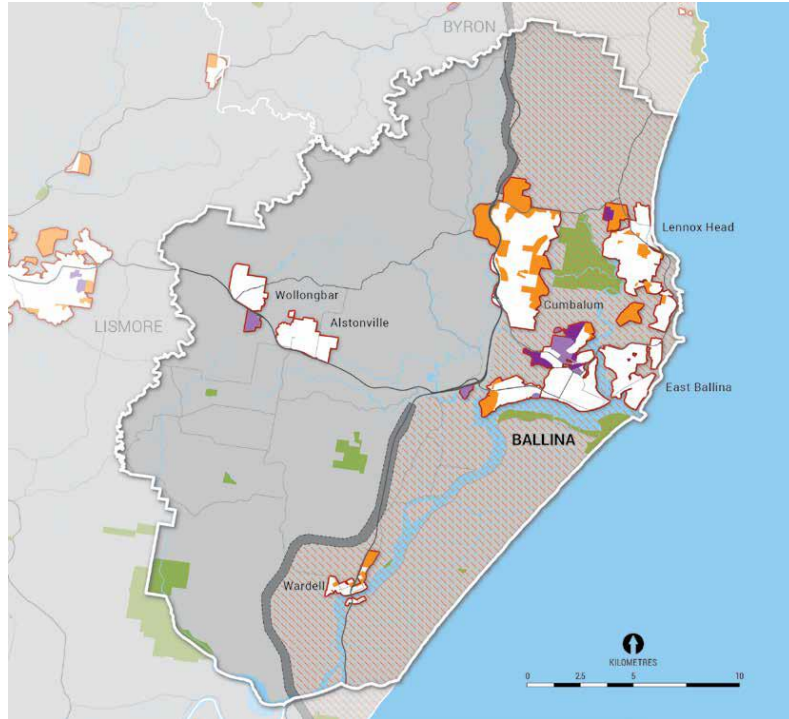 BYRON
Lennox Head
Wollongbar
Cumbalum
Alstonville
LISMORE
East Ballina
BALLINA
Wardell
KILOMETRES
0 2.5 5 10